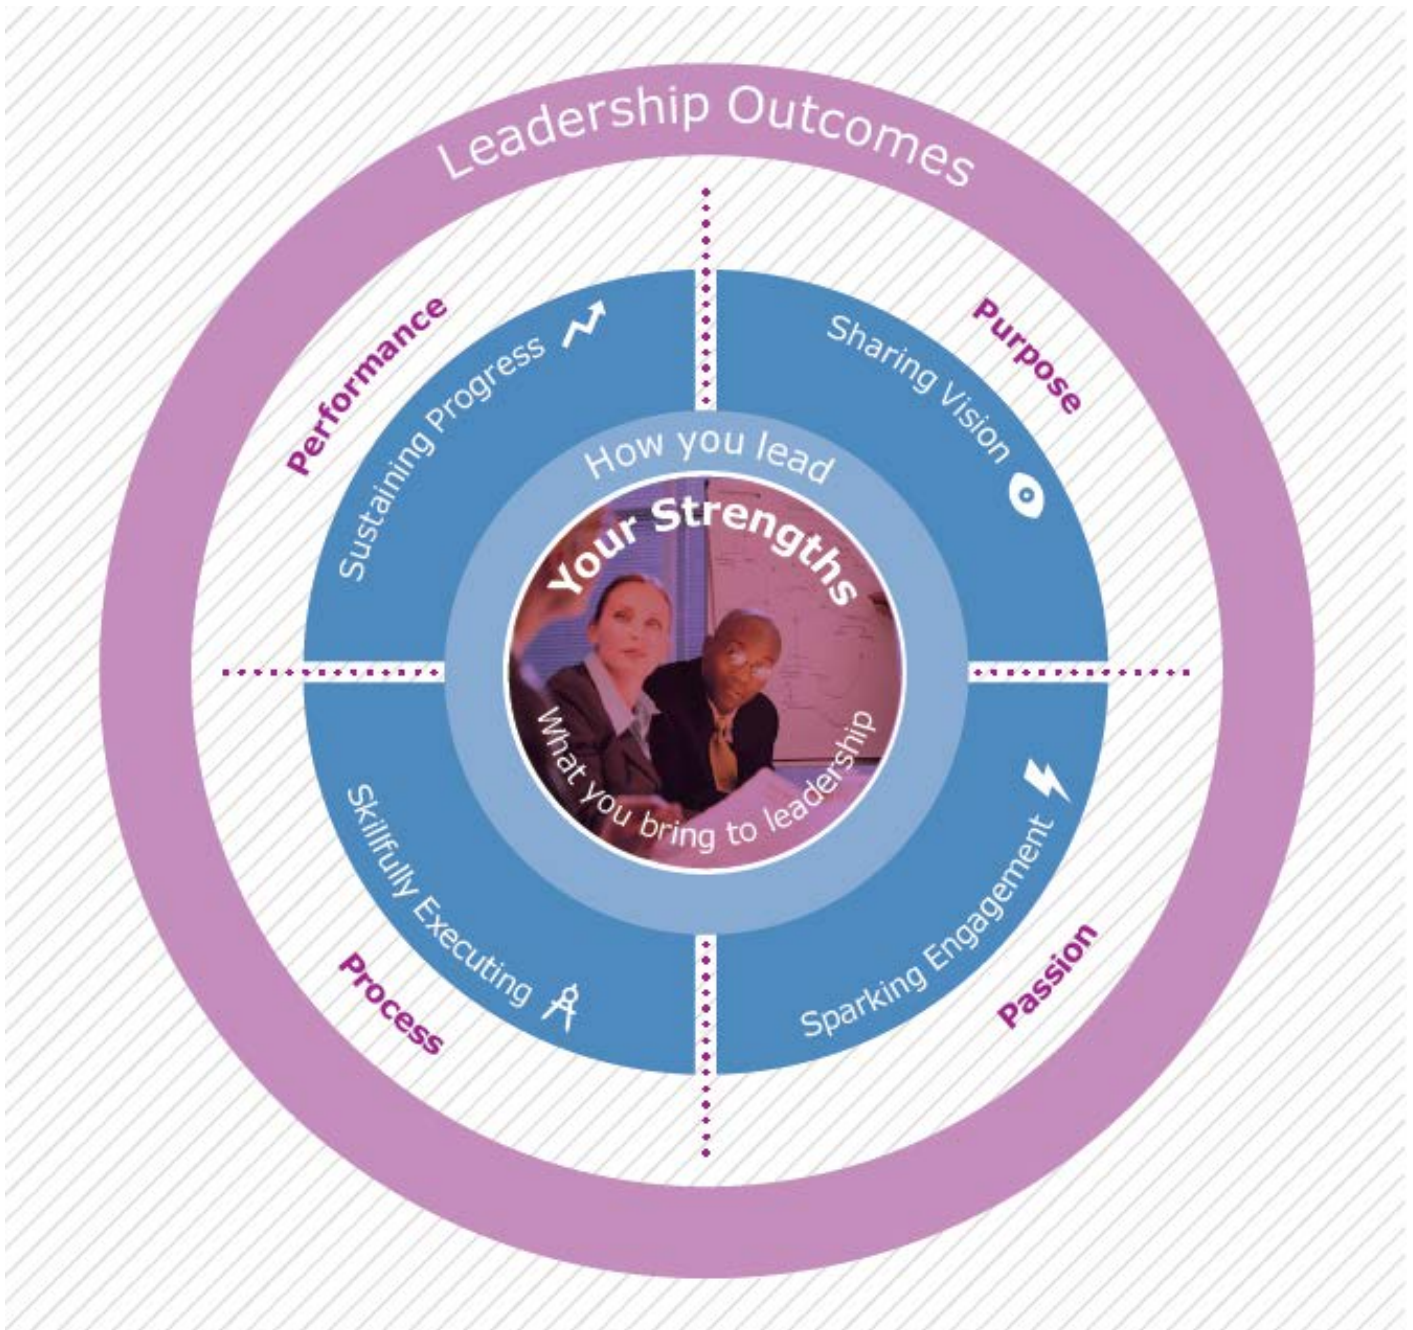 Leadership Outcomes
Performance
Purpose
Sustaining Progress
Sharing Vision
How you lead
Your Strengths
What you bring to leadership
Skillfully Executing
Sparking Engagement
Process
Passion